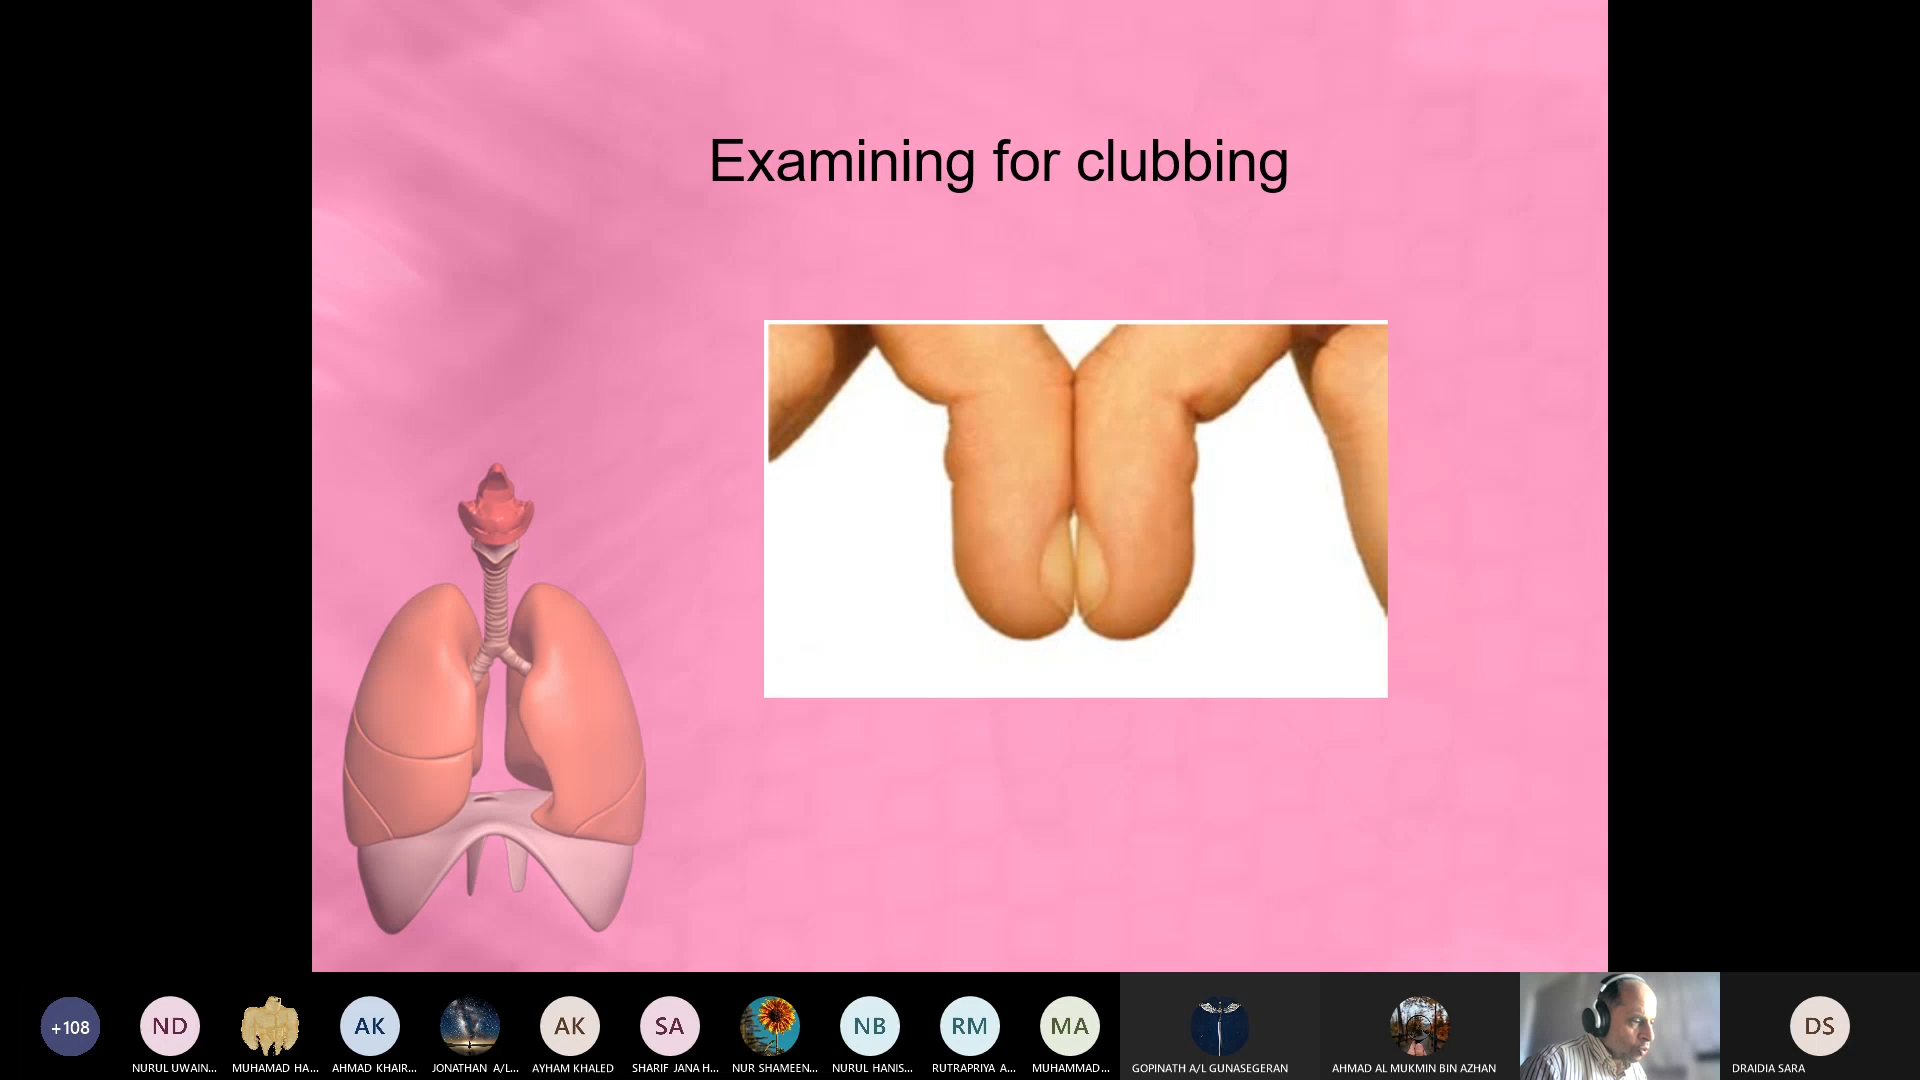 Examining for clubbing
+108
ND
AK
AK
SA
NB
RM
MA
DS
NURUL UWAIN...
MUHAMAD HA...
AHMAD KHAIR...
JONATHAN A/L...
AYHAM KHALED
SHARIF JANA H...
NUR SHAMEEN...
NURUL HANIS...
RUTRAPRIYA A...
MUHAMMAD...
GOPINATH A/L GUNASEGERAN
AHMAD AL MUKMIN BIN AZHAN
DRAIDIA SARA